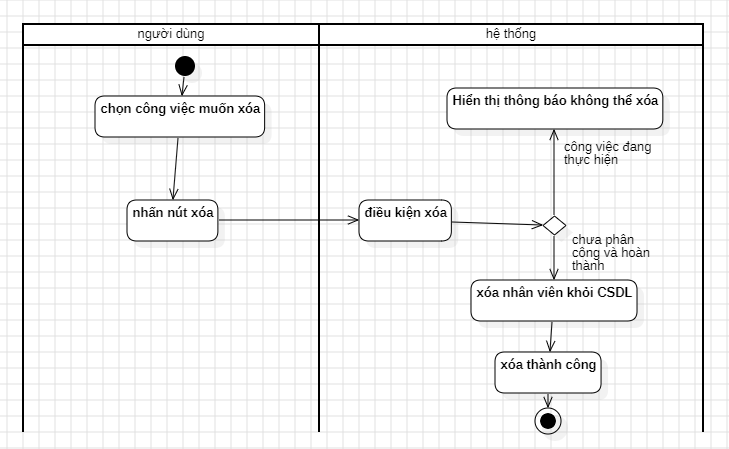 người dùng
hệ thống
chọn công việc muốn xóa
Hiển thị thông báo không thể xóa
công việc đang
thực hiện
nhấn nút xóa
điều kiện xóa
chưa phân
công và hoàn
thành
xóa nhân viên khỏi CSDL
xóa thành công